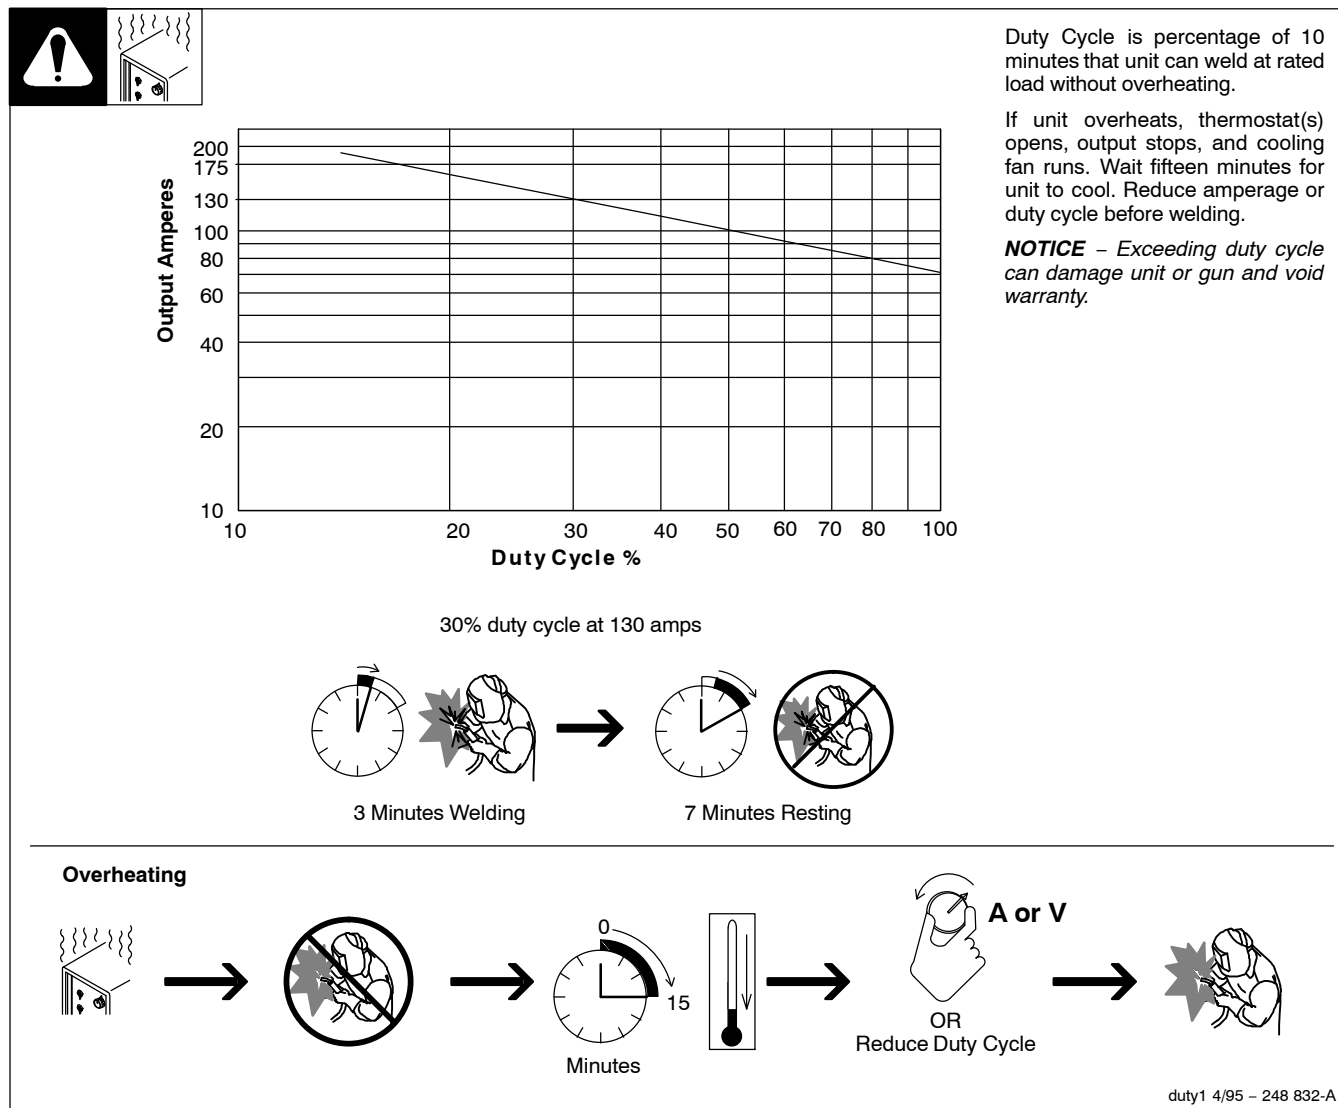 Duty Cycle is percentage of 10
minutes that unit can weld at rated
load without overheating.
If unit overheats, thermostat(s)
opens, output stops, and cooling
fan runs. Wait fifteen minutes for
unit to cool. Reduce amperage or
duty cycle before welding.
NOTICE – Exceeding duty cycle
can damage unit or gun and void
warranty.
Output Amperes
200
175
130
100
80
60
40
20
10
10 20 30 40 50 60 70 80 100
Duty Cycle %
30% duty cycle at 130 amps
3 Minutes Welding
7 Minutes Resting
Overheating
0
15
Minutes
A or V
OR
Reduce Duty Cycle
duty1 4/95 – 248 832-A